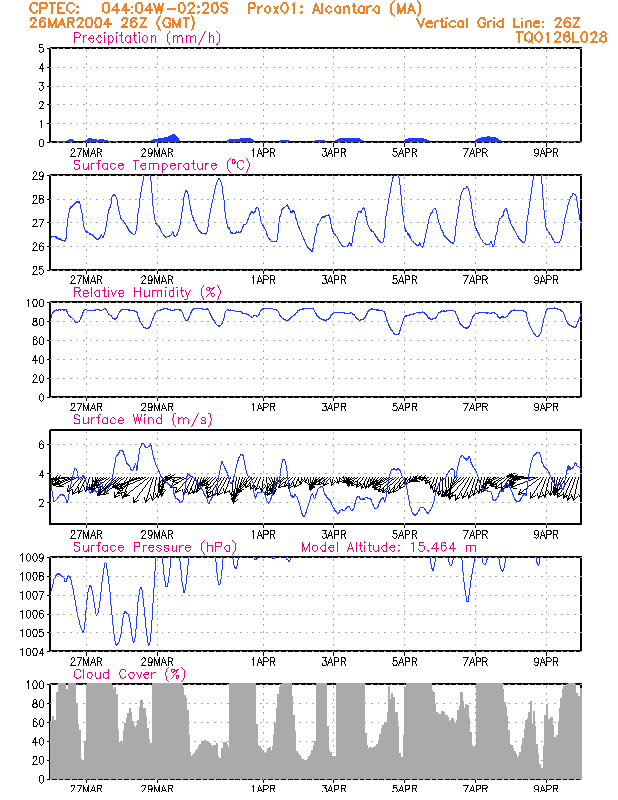 CPTEC: 044:04W-02:20S Prox01: Alcantara (MA)
26MAR2004 26Z (GMT) Vertical Grid Line: 26Z
Precipitation (mm/h) TQ0126L028
5
4
3
2
1
0
27MAR 29MAR 1APR 3APR 5APR 7APR 9APR
Surface Temperature (°C)
29
28
27
26
25
27MAR 29MAR 1APR 3APR 5APR 7APR 9APR
Relative Humidity (%)
100
80
60
40
20
0
27MAR 29MAR 1APR 3APR 5APR 7APR 9APR
Surface Wind (m/s)
6
4
2
27MAR 29MAR 1APR 3APR 5APR 7APR 9APR
Surface Pressure (hPa) Model Altitude: 15.464 m
1009
1008
1007
1006
1005
1004
27MAR 29MAR 1APR 3APR 5APR 7APR 9APR
Cloud Cover (%)
100
80
60
40
20
0
27MAR 29MAR 1APR 3APR 5APR 7APR 9APR